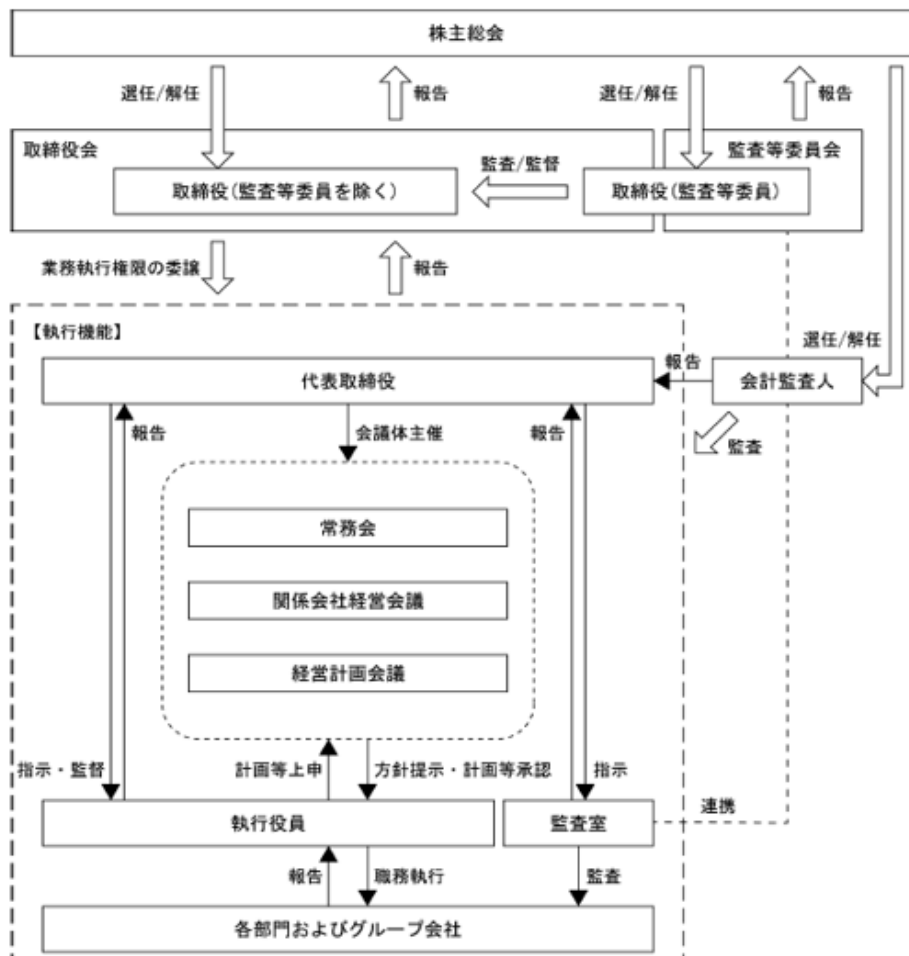 株主総会
選任/解任
報告
選任/解任
報告
取締役会
監査等委員会
監査/監督
取締役(監査等委員を除く)
取締役(監査等委員)
業務執行権限の委譲
報告
【執行機能】
選任/解任
代表取締役
報告
会計監査人
報告
会議体主催
報告
監査
常務会
関係会社経営会議
経営計画会議
指示・監督
計画等上申
方針提示・計画等承認
指示
執行役員
監査室
連携
報告
職務執行
監査
各部門およびグループ会社